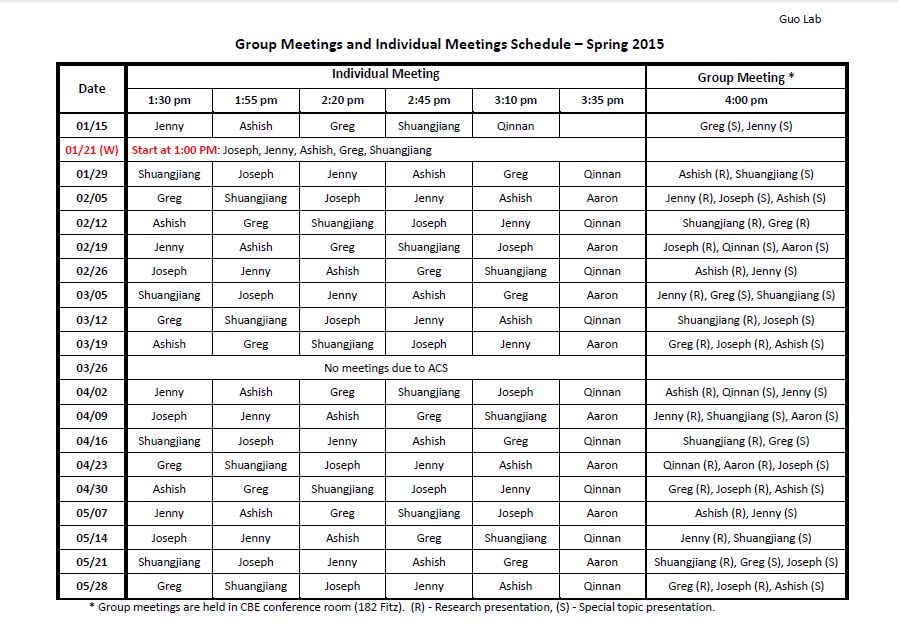 Guo Lab
Group Meetings and Individual Meetings Schedule – Spring 2015
Date Individual Meeting Group Meeting *
1:30 pm 1:55 pm 2:20 pm 2:45 pm 3:10 pm 3:35 pm 4:00 pm
01/15 Jenny Ashish Greg Shuangjiang Qinnan Greg (S), Jenny (S)
01/21 (W) Start at 1:00 PM: Joseph, Jenny, Ashish, Greg, Shuangjiang
01/29 Shuangjiang Joseph Jenny Ashish Greg Qinnan Ashish (R), Shuangjiang (S)
02/05 Greg Shuangjiang Joseph Jenny Ashish Aaron Jenny (R), Joseph (S), Ashish (S)
02/12 Ashish Greg Shuangjiang Joseph Jenny Qinnan Shuangjiang (R), Greg (R)
02/19 Jenny Ashish Greg Shuangjiang Joseph Aaron Joseph (R), Qinnan (S), Aaron (S)
02/26 Joseph Jenny Ashish Greg Shuangjiang Qinnan Ashish (R), Jenny (S)
03/05 Shuangjiang Joseph Jenny Ashish Greg Aaron Jenny (R), Greg (S), Shuangjiang (S)
03/12 Greg Shuangjiang Joseph Jenny Ashish Qinnan Shuangjiang (R), Joseph (S)
03/19 Ashish Greg Shuangjiang Joseph Jenny Aaron Greg (R), Joseph (R), Ashish (S)
03/26 No meetings due to ACS
04/02 Jenny Ashish Greg Shuangjiang Joseph Qinnan Ashish (R), Qinnan (S), Jenny (S)
04/09 Joseph Jenny Ashish Greg Shuangjiang Aaron Jenny (R), Shuangjiang (S), Aaron (S)
04/16 Shuangjiang Joseph Jenny Ashish Greg Qinnan Shuangjiang (R), Greg (S)
04/23 Greg Shuangjiang Joseph Jenny Ashish Aaron Qinnan (R), Aaron (R), Joseph (S)
04/30 Ashish Greg Shuangjiang Joseph Jenny Qinnan Greg (R), Joseph (R), Ashish (S)
05/07 Jenny Ashish Greg Shuangjiang Joseph Aaron Ashish (R), Jenny (S)
05/14 Joseph Jenny Ashish Greg Shuangjiang Qinnan Jenny (R), Shuangjiang (S)
05/21 Shuangjiang Joseph Jenny Ashish Greg Aaron Shuangjiang (R), Greg (S), Joseph (S)
05/28 Greg Shuangjiang Joseph Jenny Ashish Qinnan Greg (R), Joseph (R), Ashish (S)
* Group meetings are held in CBE conference room (182 Fitz). (R) - Research presentation, (S) - Special topic presentation.